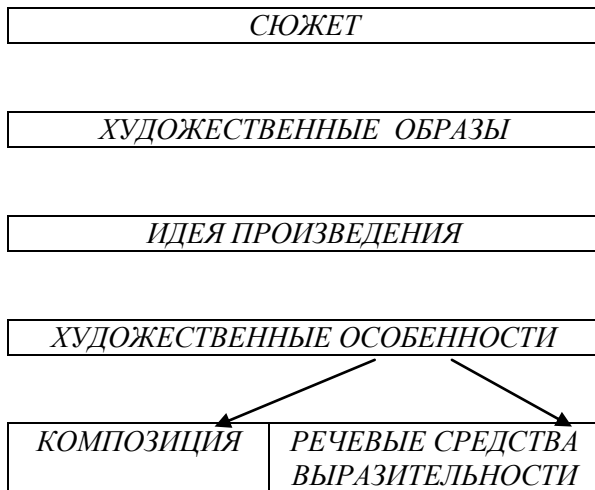 СЮЖЕТ
ХУДОЖЕСТВЕННЫЕ ОБРАЗЫ
ИДЕЯ ПРОИЗВЕДЕНИЯ
ХУДОЖЕСТВЕННЫЕ ОСОБЕННОСТИ
КОМПОЗИЦИЯ
РЕЧЕВЫЕ СРЕДСТВА
ВЫРАЗИТЕЛЬНОСТИ